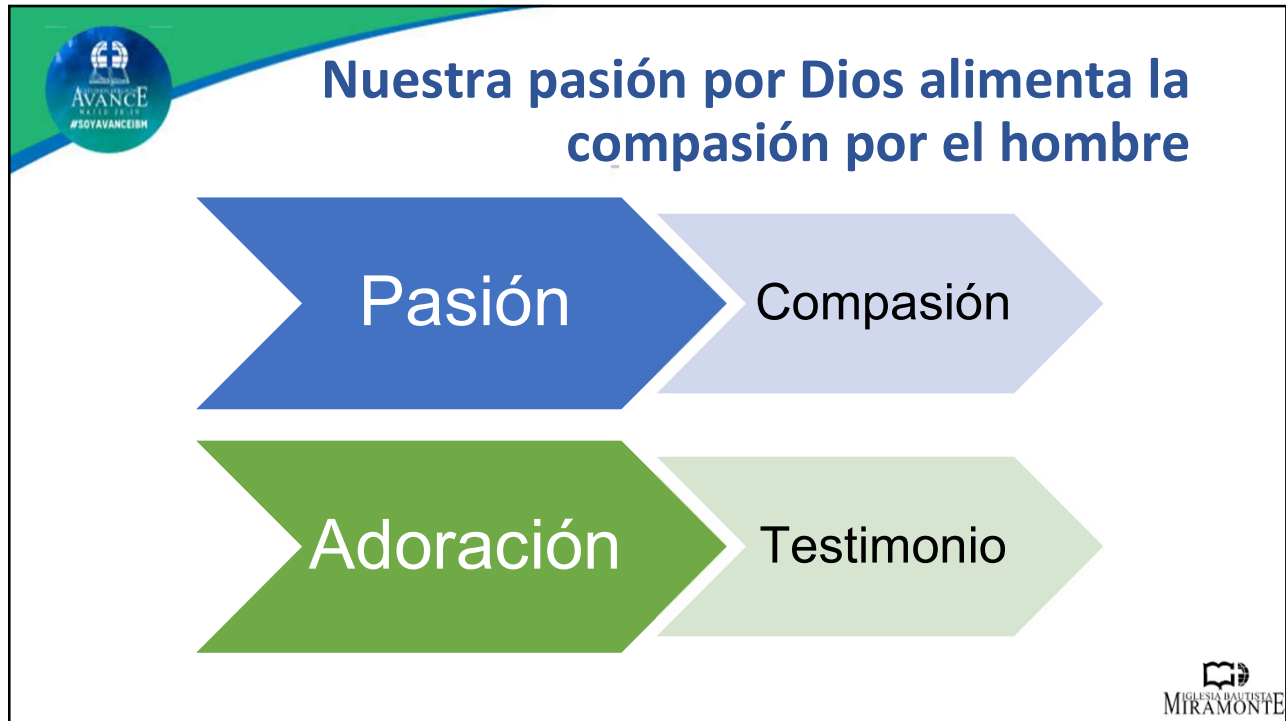 AVANCE
#SOYAVANCEIBM
Nuestra pasión por Dios alimenta la
compasión por el hombre
Pasión
Compasión
Adoración
Testimonio
IGLESIA BAUTISTA
MIRAMONTE